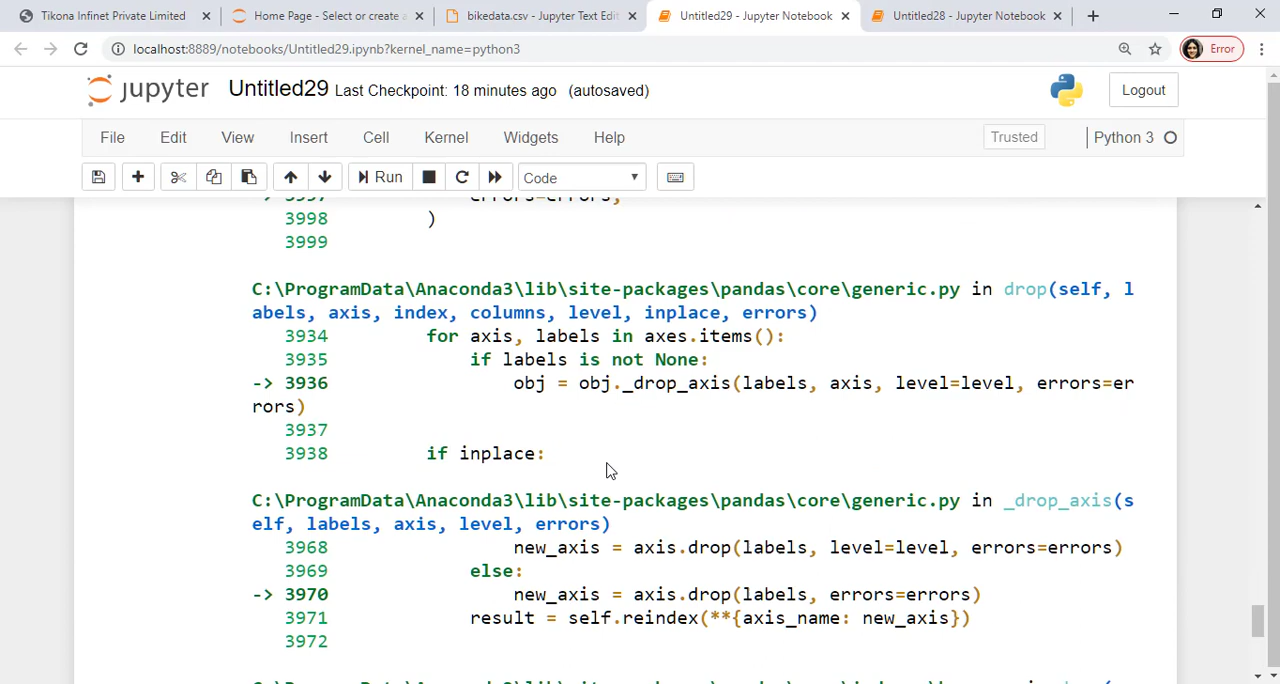 Tikona Infinet Private Limited
Home Page - Select or create a
bikedata.csv - Jupyter Text Edit
Untitled29 - Jupyter Notebook
Untitled28 - Jupyter Notebook
localhost:8889/notebooks/Untitled29.ipynb?kernel_name=python3
Error
jupyter Untitled29 Last Checkpoint: 18 minutes ago (autosaved)
Logout
File Edit View Insert Cell Kernel Widgets Help
Trusted
Python 3
Run
Code
-> 3997 errors=errors,
3998 )
3999
C:\ProgramData\Anaconda3\lib\site-packages\pandas\core\generic.py in drop(self, l
abels, axis, index, columns, level, inplace, errors)
3934 for axis, labels in axes.items():
3935 if labels is not None:
-> 3936 obj = obj._drop_axis(labels, axis, level=level, errors=er
rors)
3937
3938 if inplace:
C:\ProgramData\Anaconda3\lib\site-packages\pandas\core\generic.py in _drop_axis(s
elf, labels, axis, level, errors)
3968 new_axis = axis.drop(labels, level=level, errors=errors)
3969 else:
-> 3970 new_axis = axis.drop(labels, errors=errors)
3971 result = self.reindex(**{axis_name: new_axis})
3972